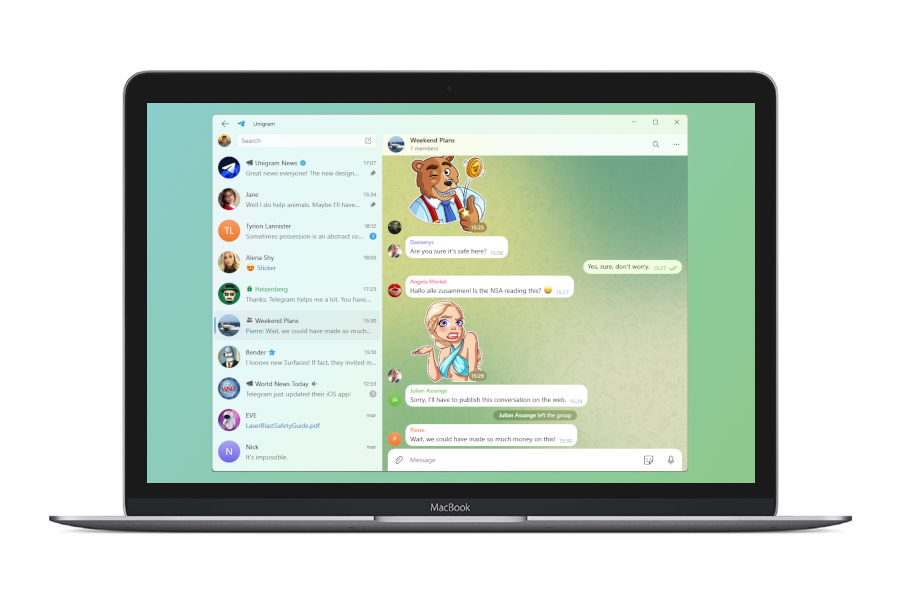 Unigram
Search
Unigram News 17:07
Great news everyone! The new design...
Jane 15:34
Well I do help animals. Maybe I'll have...
TL
Tyrion Lannister 18:12
Sometimes possession is an abstract co... 1
Alena Shy 18:00
😍 Sticker
Heisenberg 17:23
Thanks, Telegram helps me a lot. You have...
Weekend Plans 15:30
Pierre: Wait, we could have made so much...
Bender 15:10
I looove new Surfaces! If fact, they invited m...
World News Today 12:53
Telegram just updated their iOS app!
EVE mar
LaserBlastSafetyGuide.pdf
N
Nick mar
It's impossible.
Weekend Plans
7 members
15:25
Daenerys
Are you sure it's safe here? 15:26
Yes, sure, don't worry. 15:27
Angela Merkel
Hallo alle zusammen! Is the NSA reading this? 😄 15:27
15:29
Julian Assange
JA
Sorry, I'll have to publish this conversation on the web. 15:29
Julian Assange left the group
Pierre
P
Wait, we could have made so much money on this! 15:30
Message
MacBook